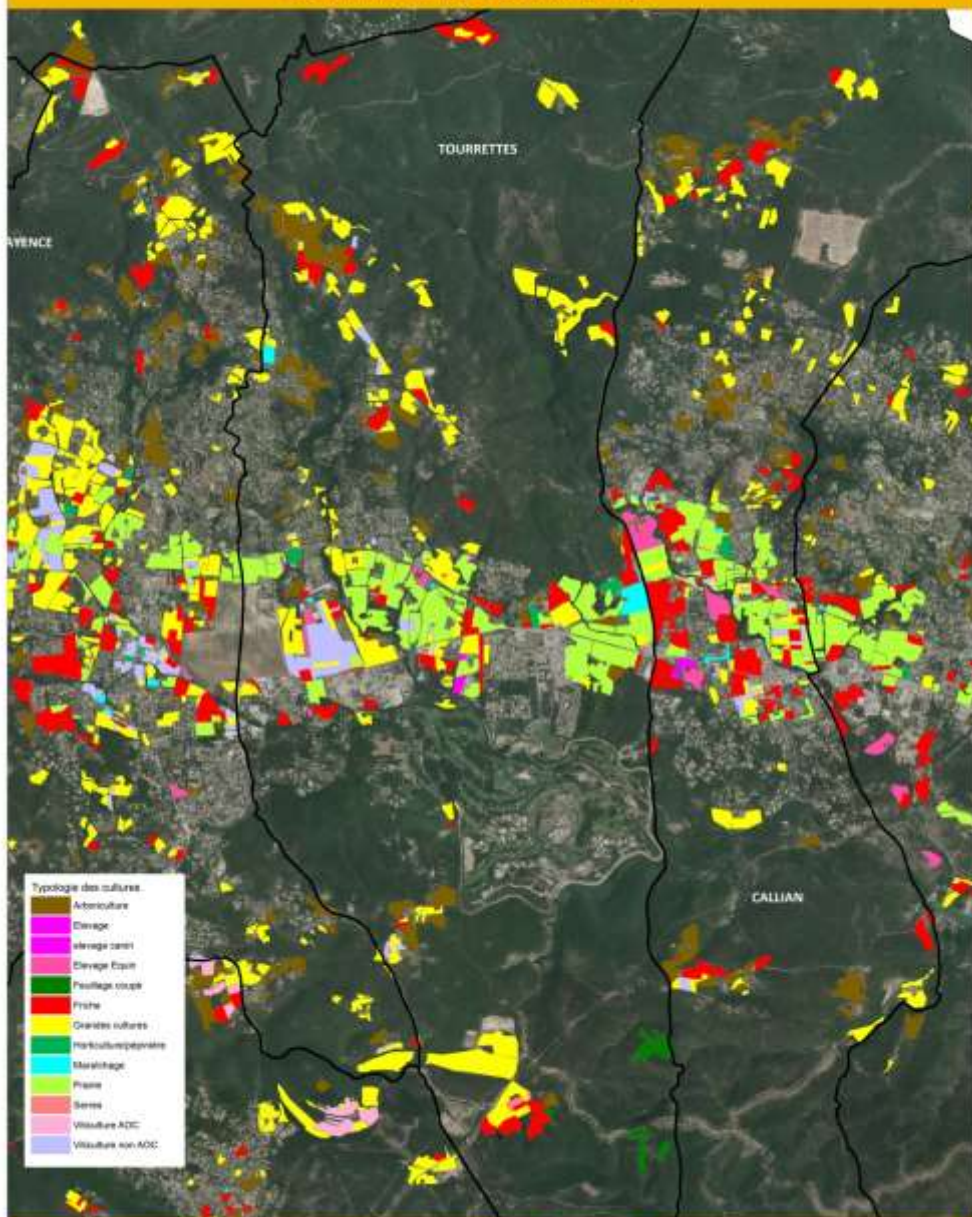 TOURRETTES
AYENCE
CALLIAN
Typologie des cultures
Arboriculture
Elevage
elevage canin
Elevage Equin
Feuillage coupé
Friche
Grandes cultures
Horticulture/pépinière
Maraîchage
Prairie
Serres
Viticulture AOC
Viticulture non AOC